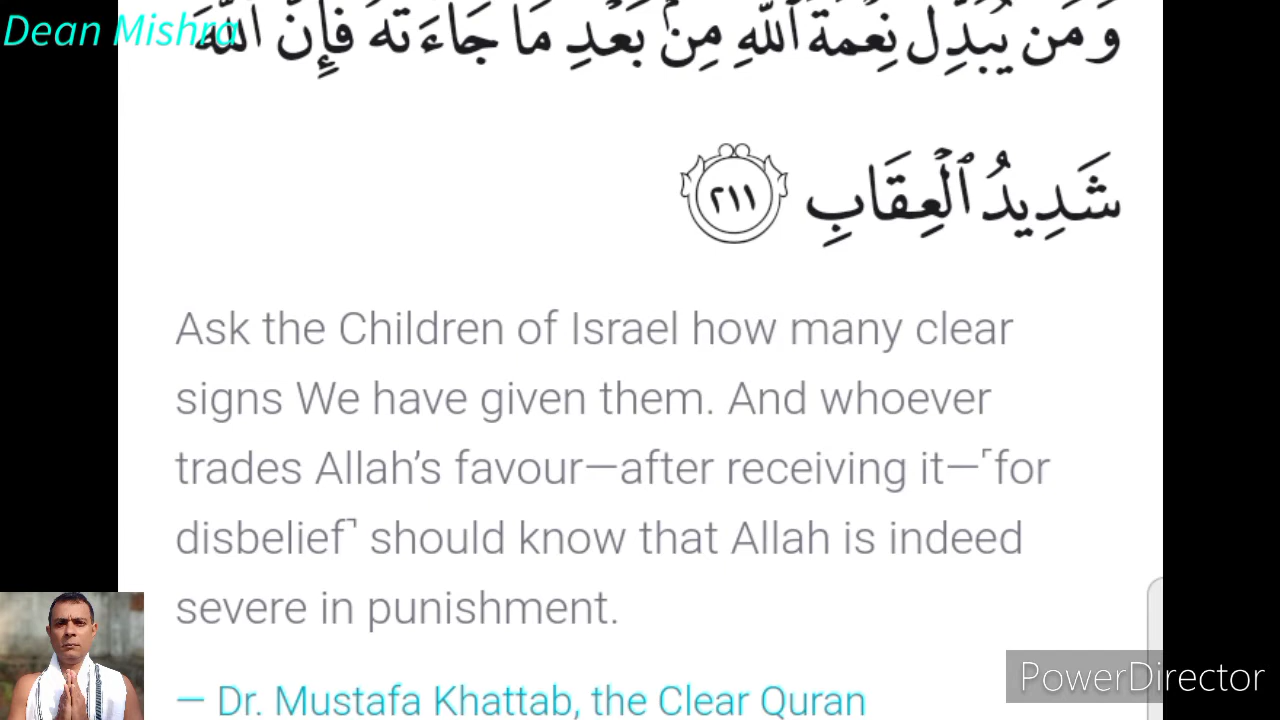 Dean Mishra
وَمَن يُبَدِّلْ نِعْمَةَ ٱللَّهِ مِنۢ بَعْدِ مَا جَآءَتْهُ فَإِنَّ ٱللَّهَ
شَدِيدُ ٱلْعِقَابِ ٢١١
Ask the Children of Israel how many clear
signs We have given them. And whoever
trades Allah’s favour—after receiving it—˹for
disbelief˺ should know that Allah is indeed
severe in punishment.
— Dr. Mustafa Khattab, the Clear Quran
PowerDirector